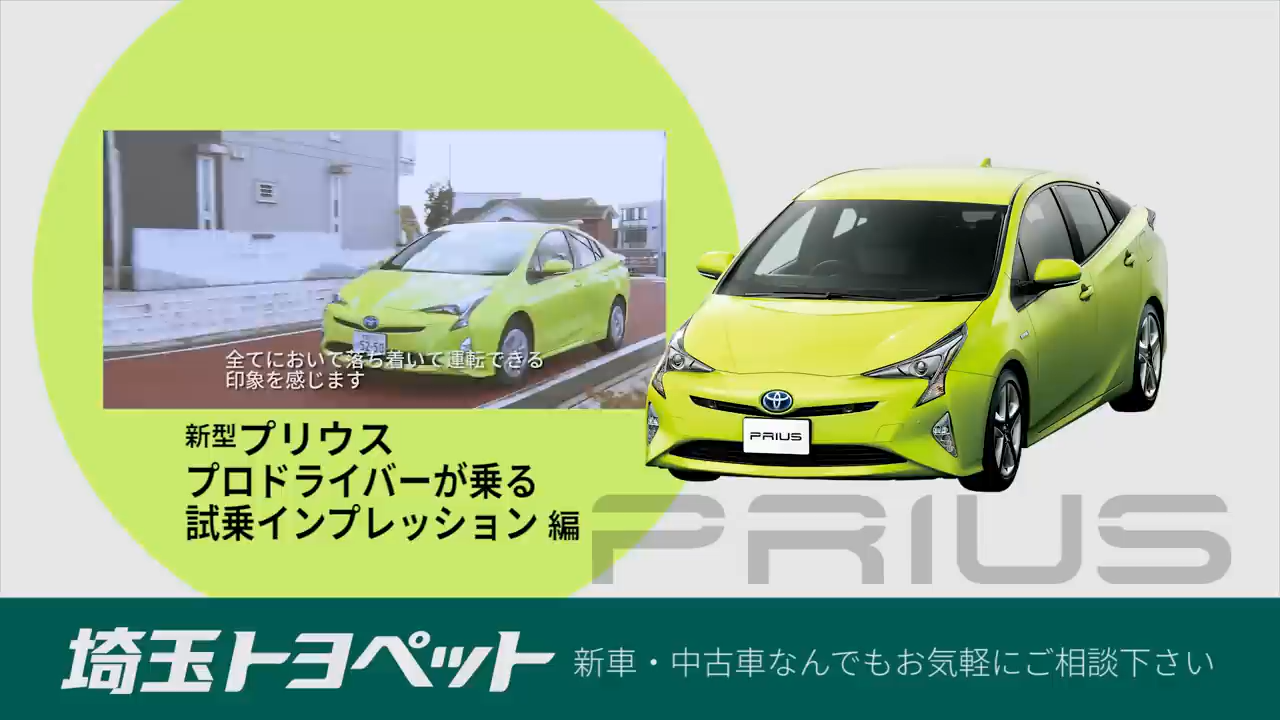 全てにおいて落ち着いて運転できる
印象を感じます
52-50
新型プリウス
プロドライバーが乗る
試乗インプレッション 編
PRIUS
PRIUS
埼玉トヨペット 新車・中古車なんでもお気軽にご相談下さい